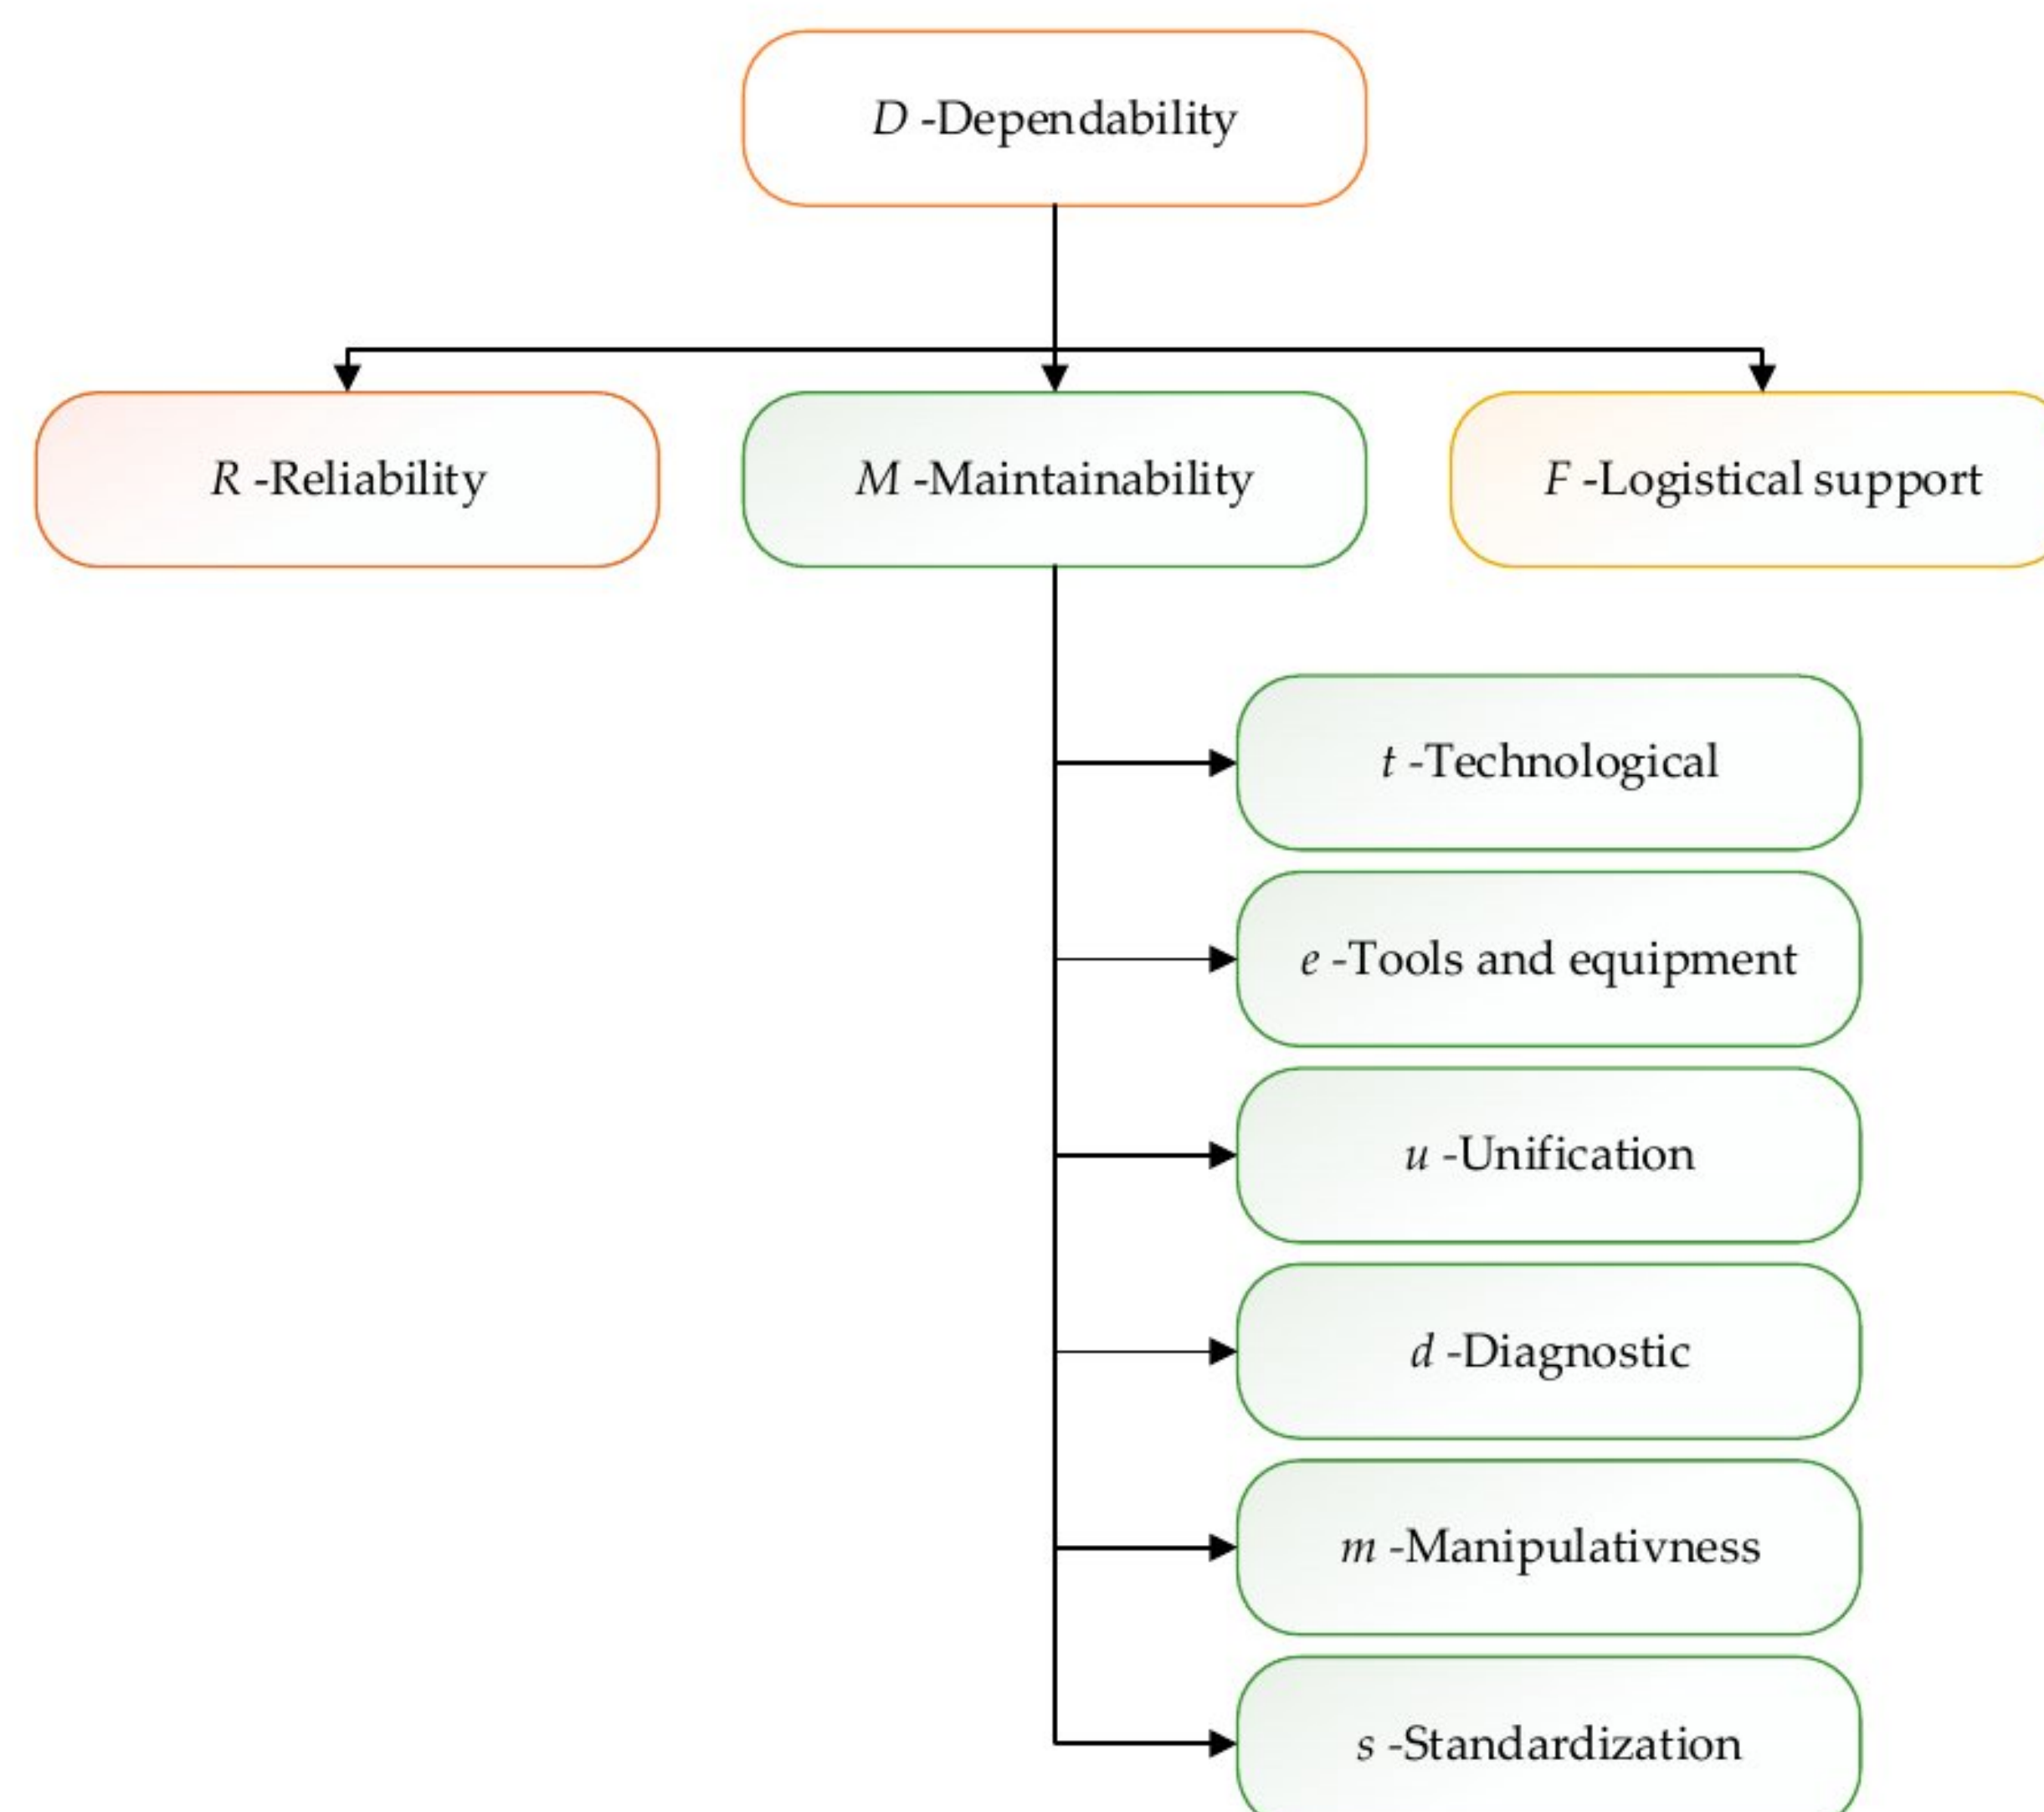 D -Dependability
R -Reliability
M -Maintainability
F -Logistical support
t -Technological
e -Tools and equipment
u -Unification
d -Diagnostic
m -Manipulativness
s -Standardization